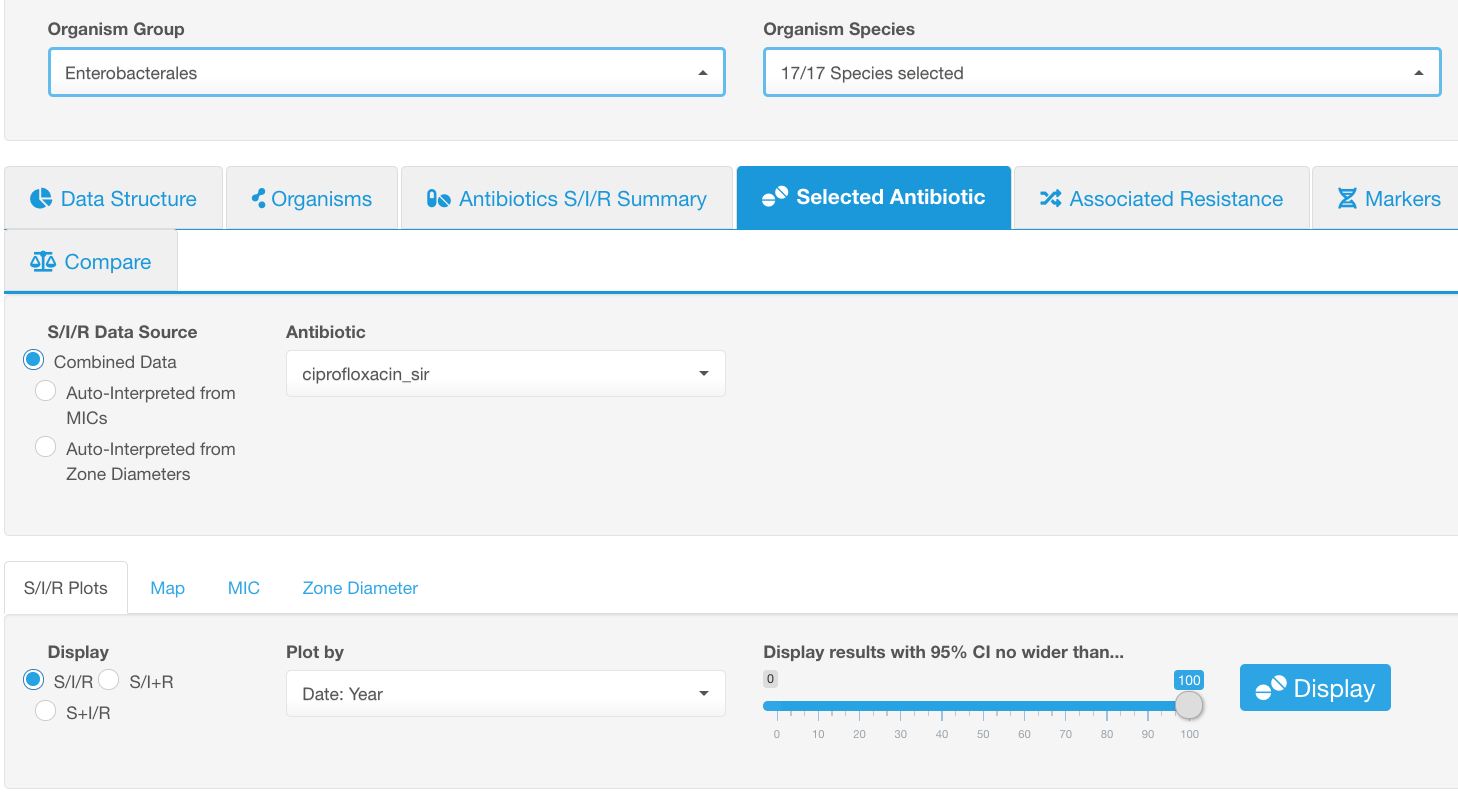 Organism Group
Organism Species
Enterobacterales
17/17 Species selected
Data Structure
Organisms
Antibiotics S/I/R Summary
Selected Antibiotic
Associated Resistance
Markers
Compare
S/I/R Data Source
Antibiotic
Combined Data
ciprofloxacin_sir
Auto-Interpreted from
MICs
Auto-Interpreted from
Zone Diameters
S/I/R Plots
Map
MIC
Zone Diameter
Display
Plot by
Display results with 95% CI no wider than...
S/I/R
S/I+R
S+I/R
Date: Year
0
100
0 10 20 30 40 50 60 70 80 90 100
Display